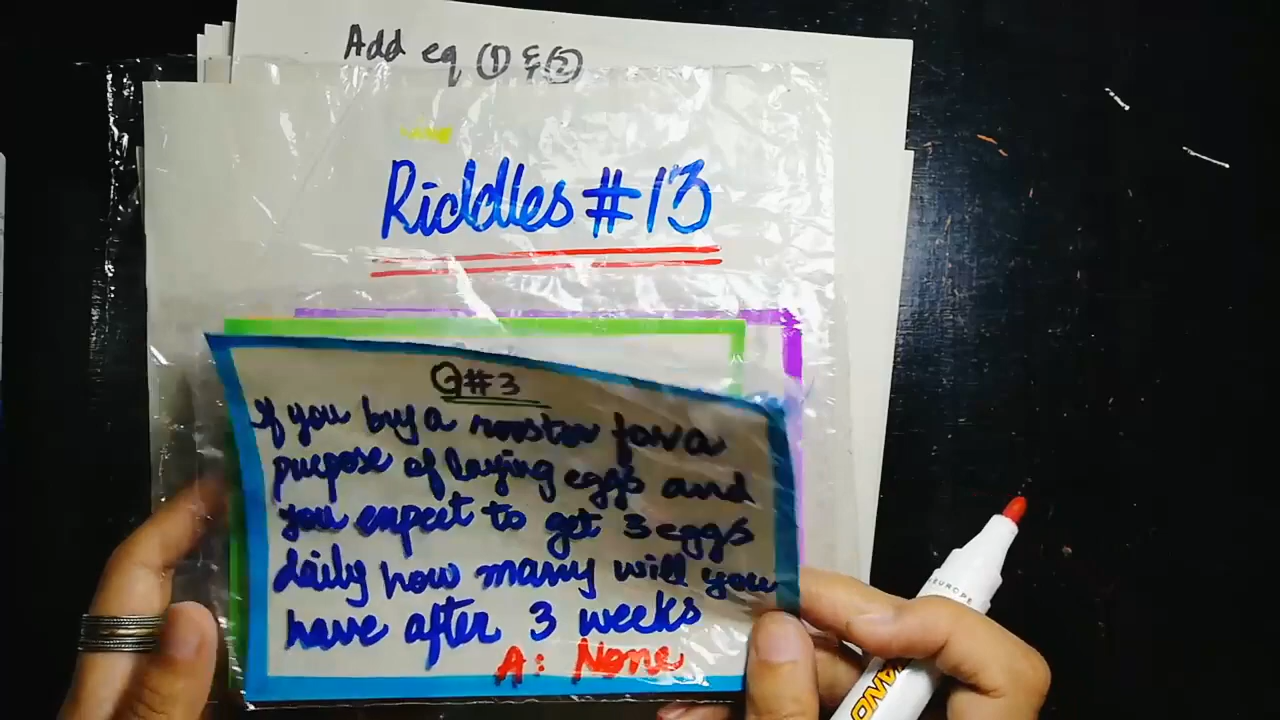 Add eq ① & ②
Riddles #13
Q#3
If you buy a rooster for a
purpose of laying eggs and
you expect to get 3 eggs
daily how many will you
have after 3 weeks
A: None
EUROPE